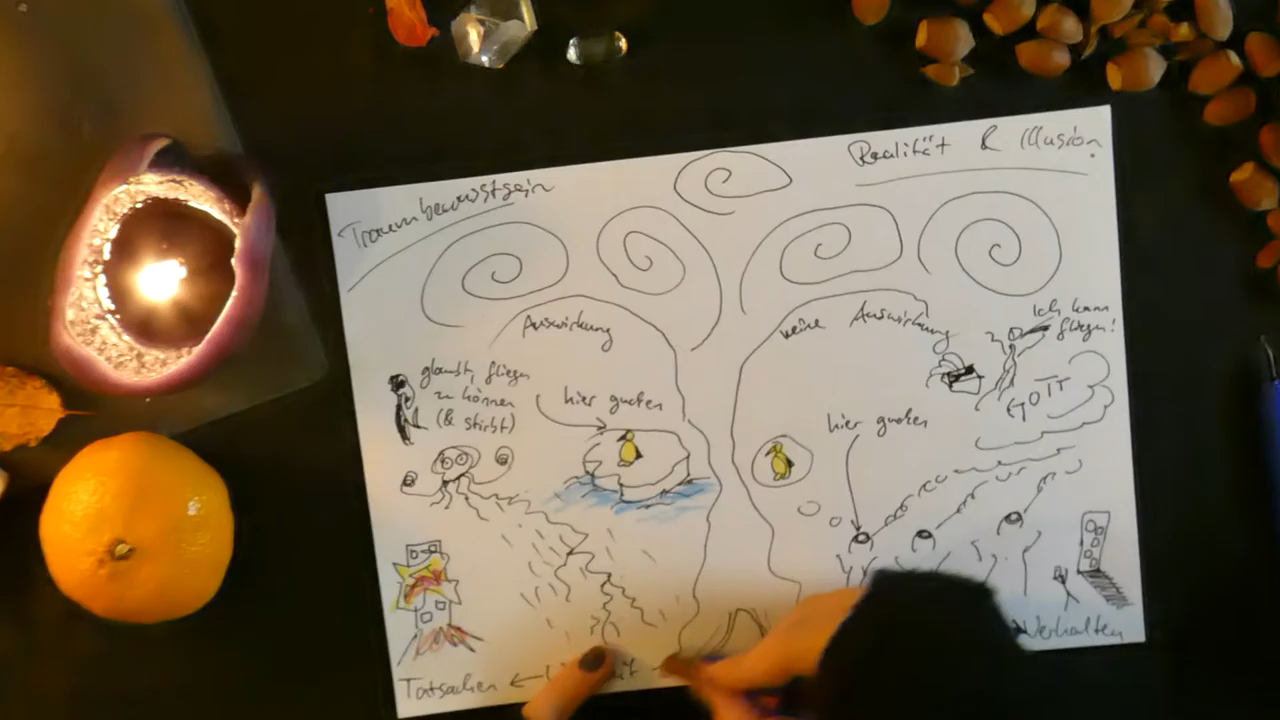 Traumbewusstsein
Realität & Illusion.
Auswirkung
keine Auswirkung
Ich kann
fliegen!
glaubt, fliegen
zu können
(& stirbt)
hier gucken
GOTT
hier gucken
Tatsachen ←
Verhalten